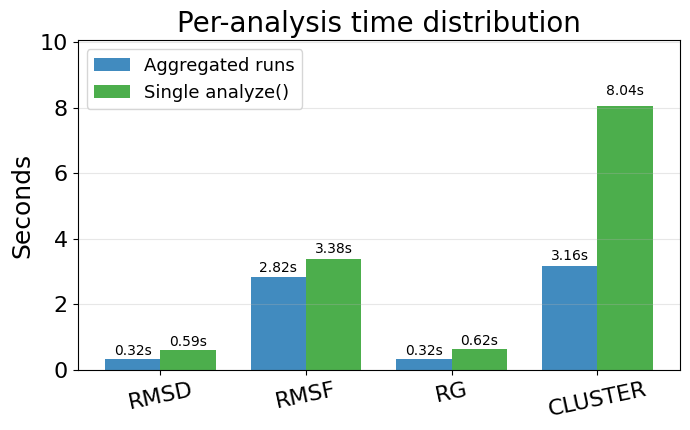 Per-analysis time distribution
Seconds
10
8
6
4
2
0
Aggregated runs
Single analyze()
0.32s
0.59s
2.82s
3.38s
0.32s
0.62s
3.16s
8.04s
RMSD
RMSF
RG
CLUSTER